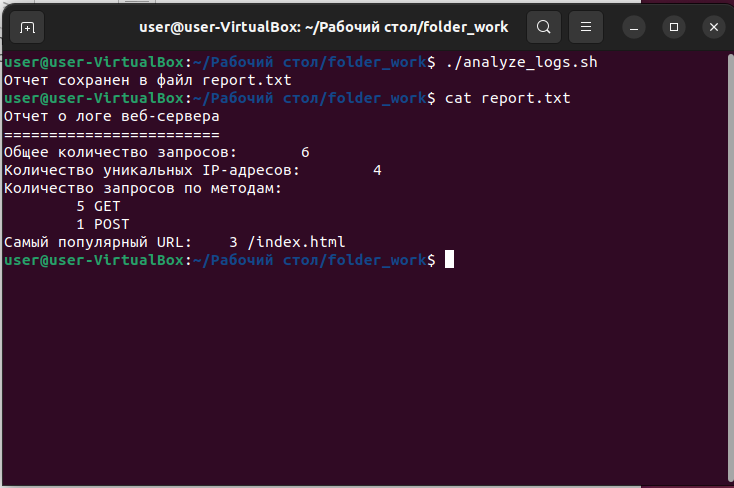 user@user-VirtualBox: ~/Рабочий стол/folder_work
user@user-VirtualBox:~/Рабочий стол/folder_work$ ./analyze_logs.sh
Отчет сохранен в файл report.txt
user@user-VirtualBox:~/Рабочий стол/folder_work$ cat report.txt
Отчет о логе веб-сервера
========================
Общее количество запросов:       6
Количество уникальных IP-адресов:        4
Количество запросов по методам:
        5 GET
        1 POST
Самый популярный URL:    3 /index.html
user@user-VirtualBox:~/Рабочий стол/folder_work$